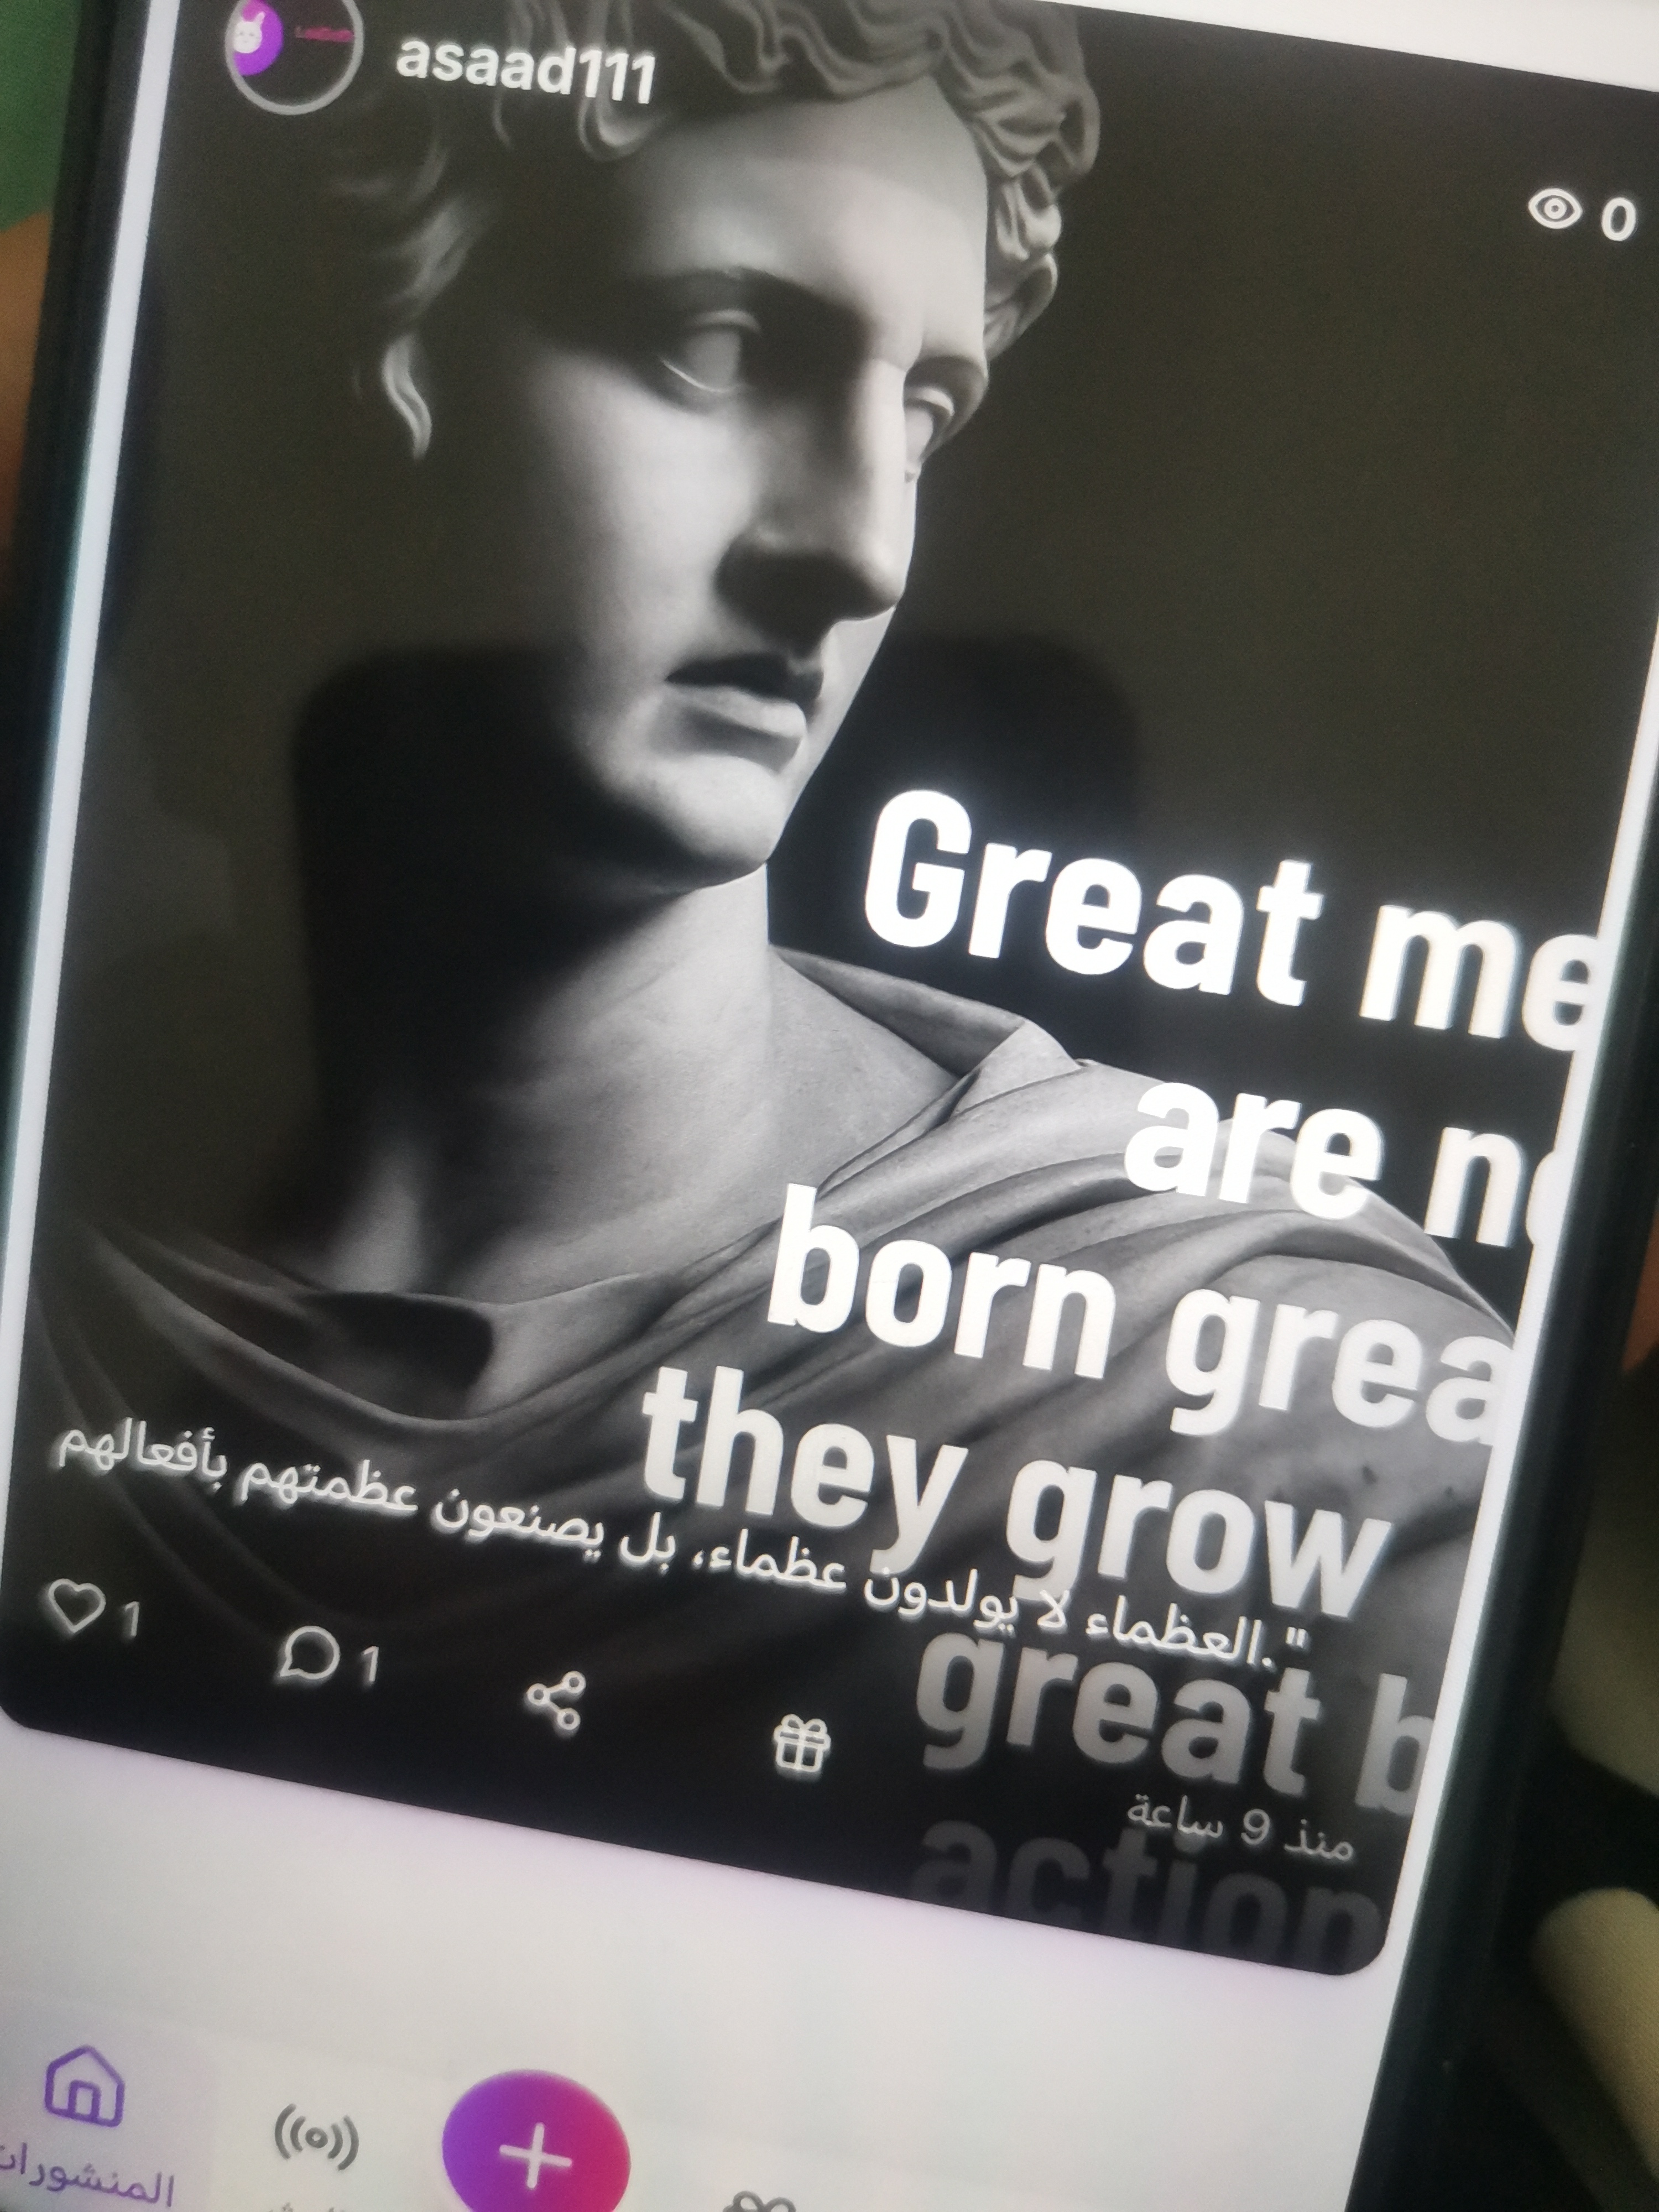 asaad111
0
Great me
are no
born grea
they grow
"العظماء لا يولدون عظماء، بل يصنعون عظمتهم بأفعالهم.
great b
1
1
منذ 9 ساعة
action
المنشورات